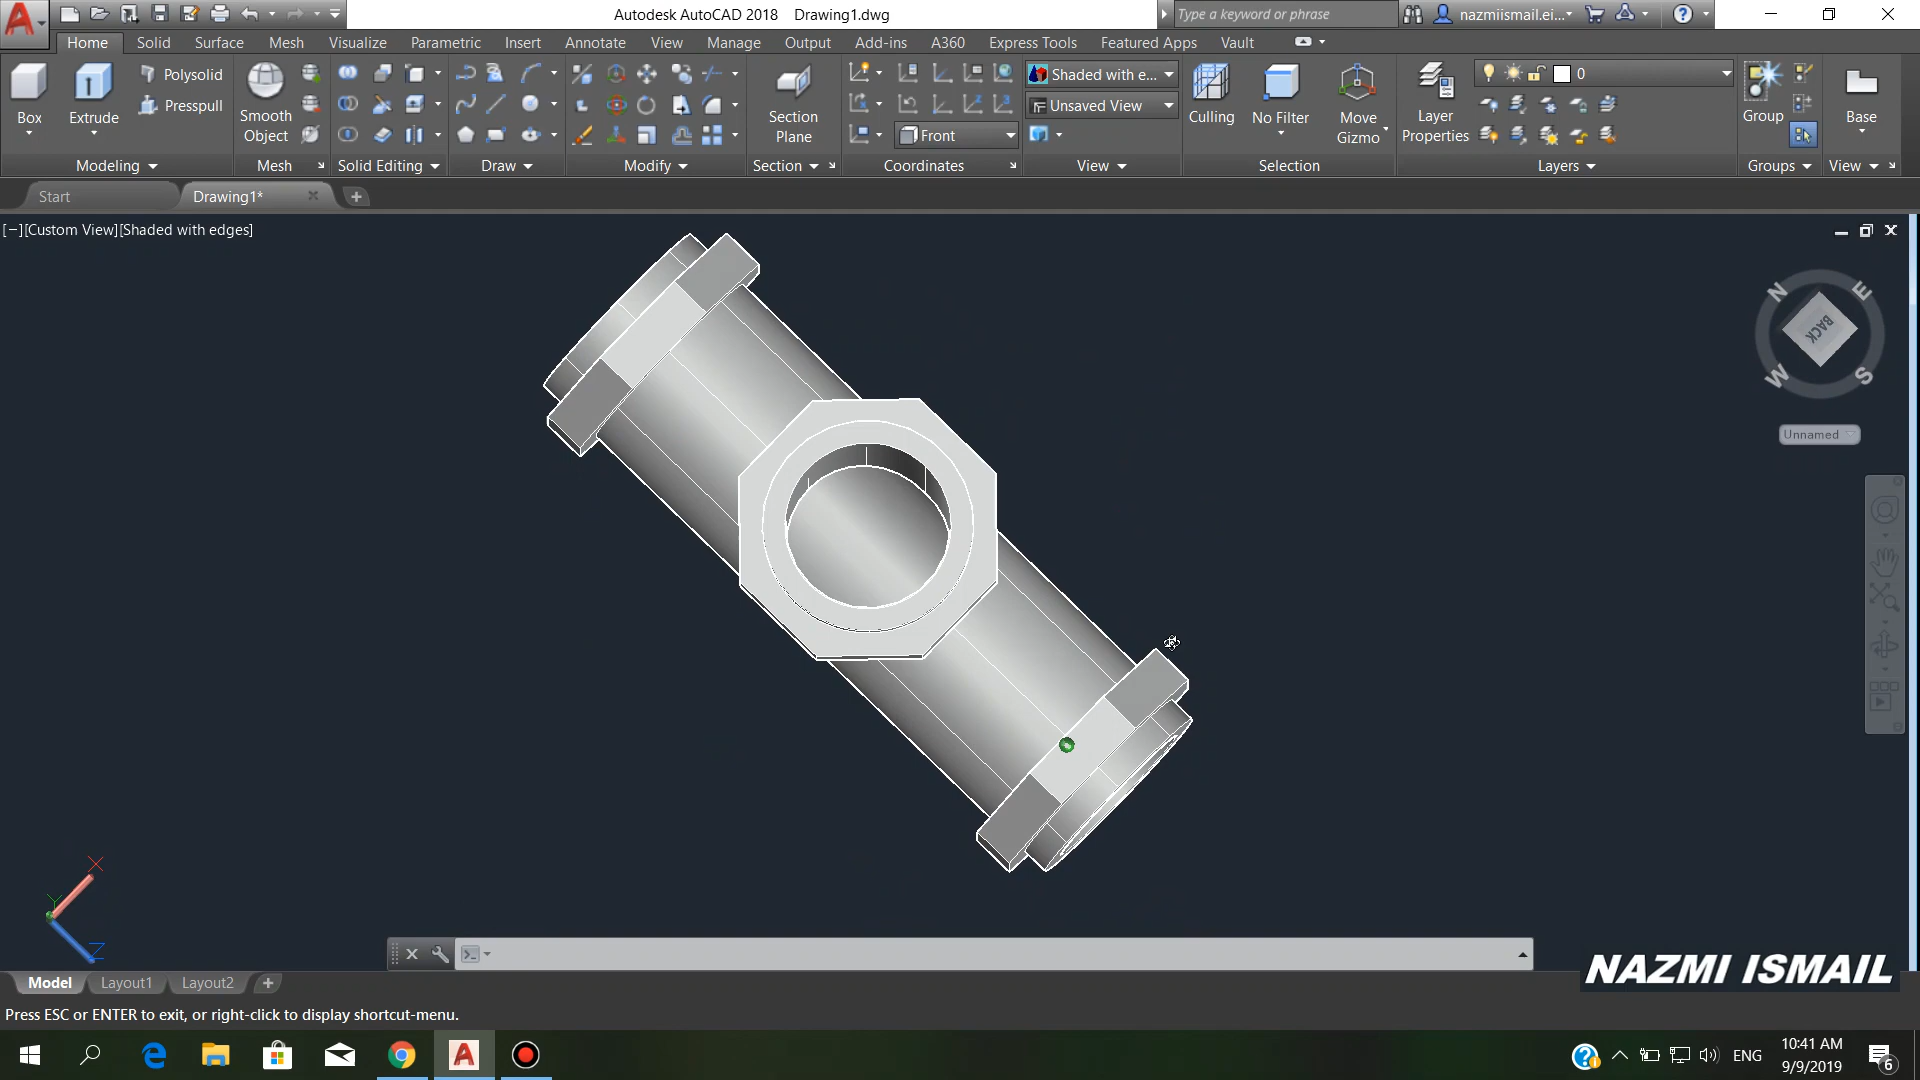 Autodesk AutoCAD 2018 Drawing1.dwg
Type a keyword or phrase
nazmiismail.ei...
Home Solid Surface Mesh Visualize Parametric Insert Annotate View Manage Output Add-ins A360 Express Tools Featured Apps Vault
Polysolid
Presspull
Box
Extrude
Smooth
Object
Section
Plane
Front
Shaded with e...
Unsaved View
Culling
No Filter
Move
Gizmo
Layer
Properties
0
Group
Base
Modeling Mesh Solid Editing Draw Modify Section Coordinates View Selection Layers Groups View
Start
Drawing1*
[−][Custom View][Shaded with edges]
N
E
BACK
W
S
Unnamed
X
Y
Z
NAZMI ISMAIL
Model Layout1 Layout2
Press ESC or ENTER to exit, or right-click to display shortcut-menu.
ENG
10:41 AM
9/9/2019
6